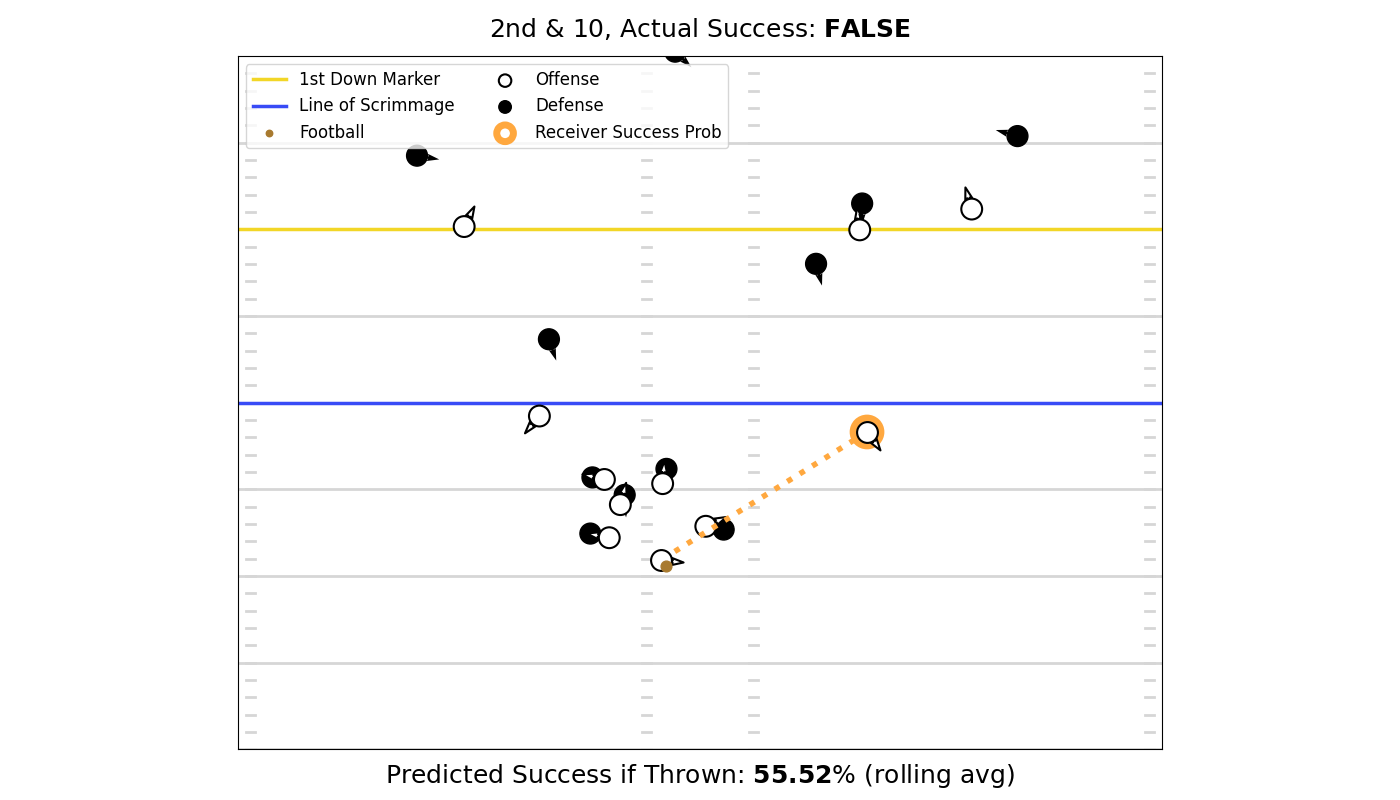 2nd & 10, Actual Success: FALSE
1st Down Marker
Line of Scrimmage
Football
Offense
Defense
Receiver Success Prob
Predicted Success if Thrown: 55.52% (rolling avg)